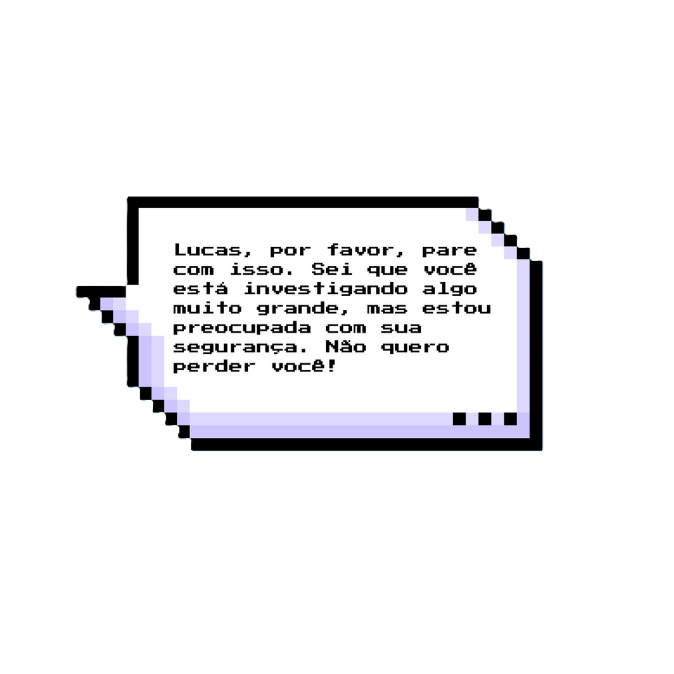 Lucas, por favor, pare
com isso. Sei que você
está investigando algo
muito grande, mas estou
preocupada com sua
segurança. Não quero
perder você!